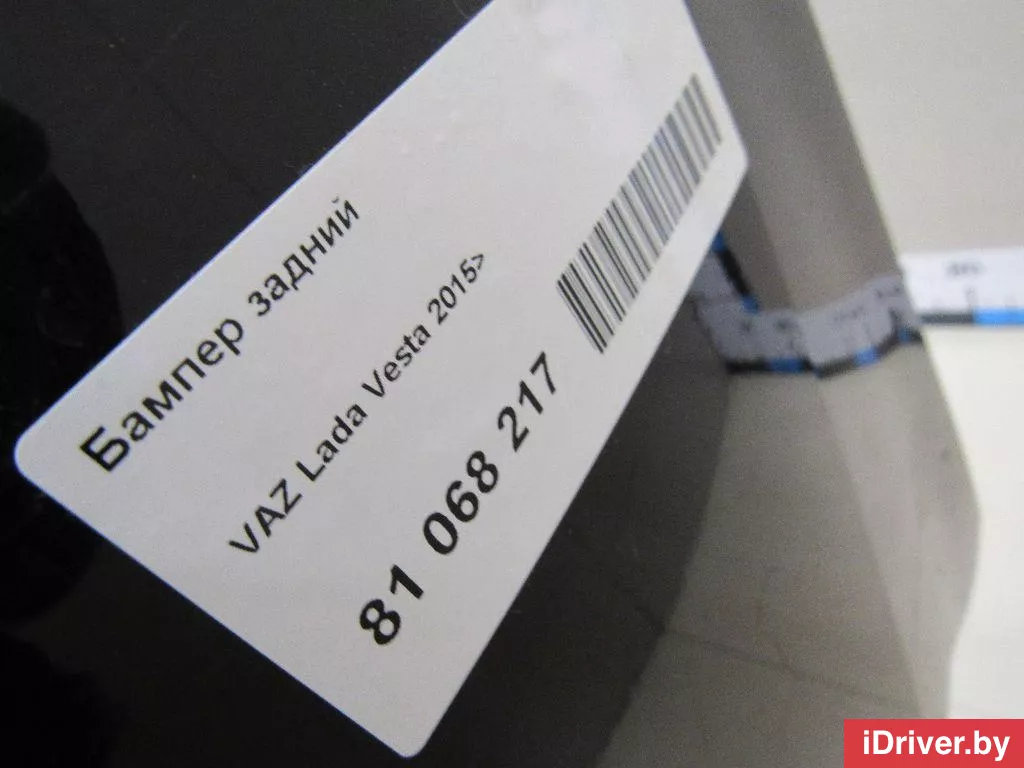 Бампер задний
VAZ Lada Vesta 2015>
81 068 217
iDriver.by